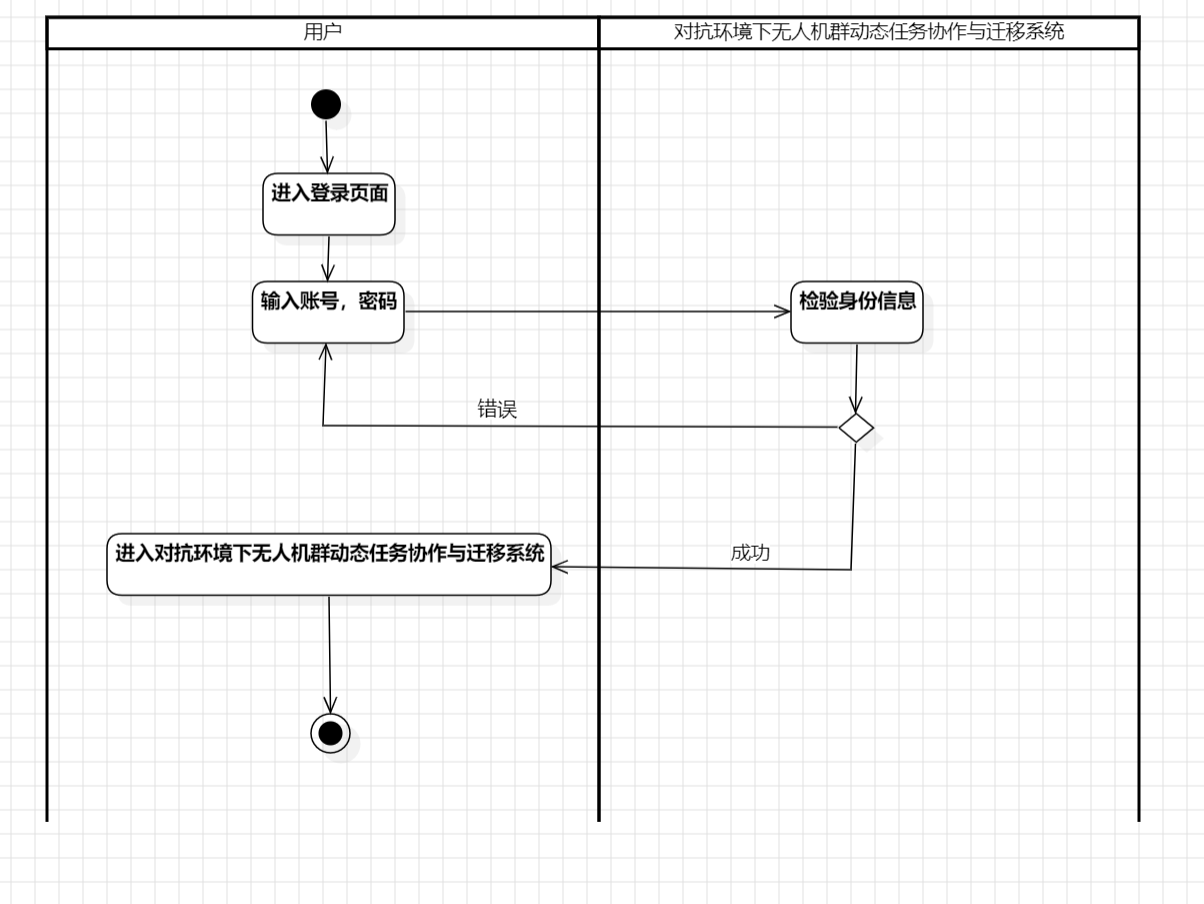 用户
对抗环境下无人机群动态任务协作与迁移系统
进入登录页面
输入账号，密码
检验身份信息
错误
成功
进入对抗环境下无人机群动态任务协作与迁移系统